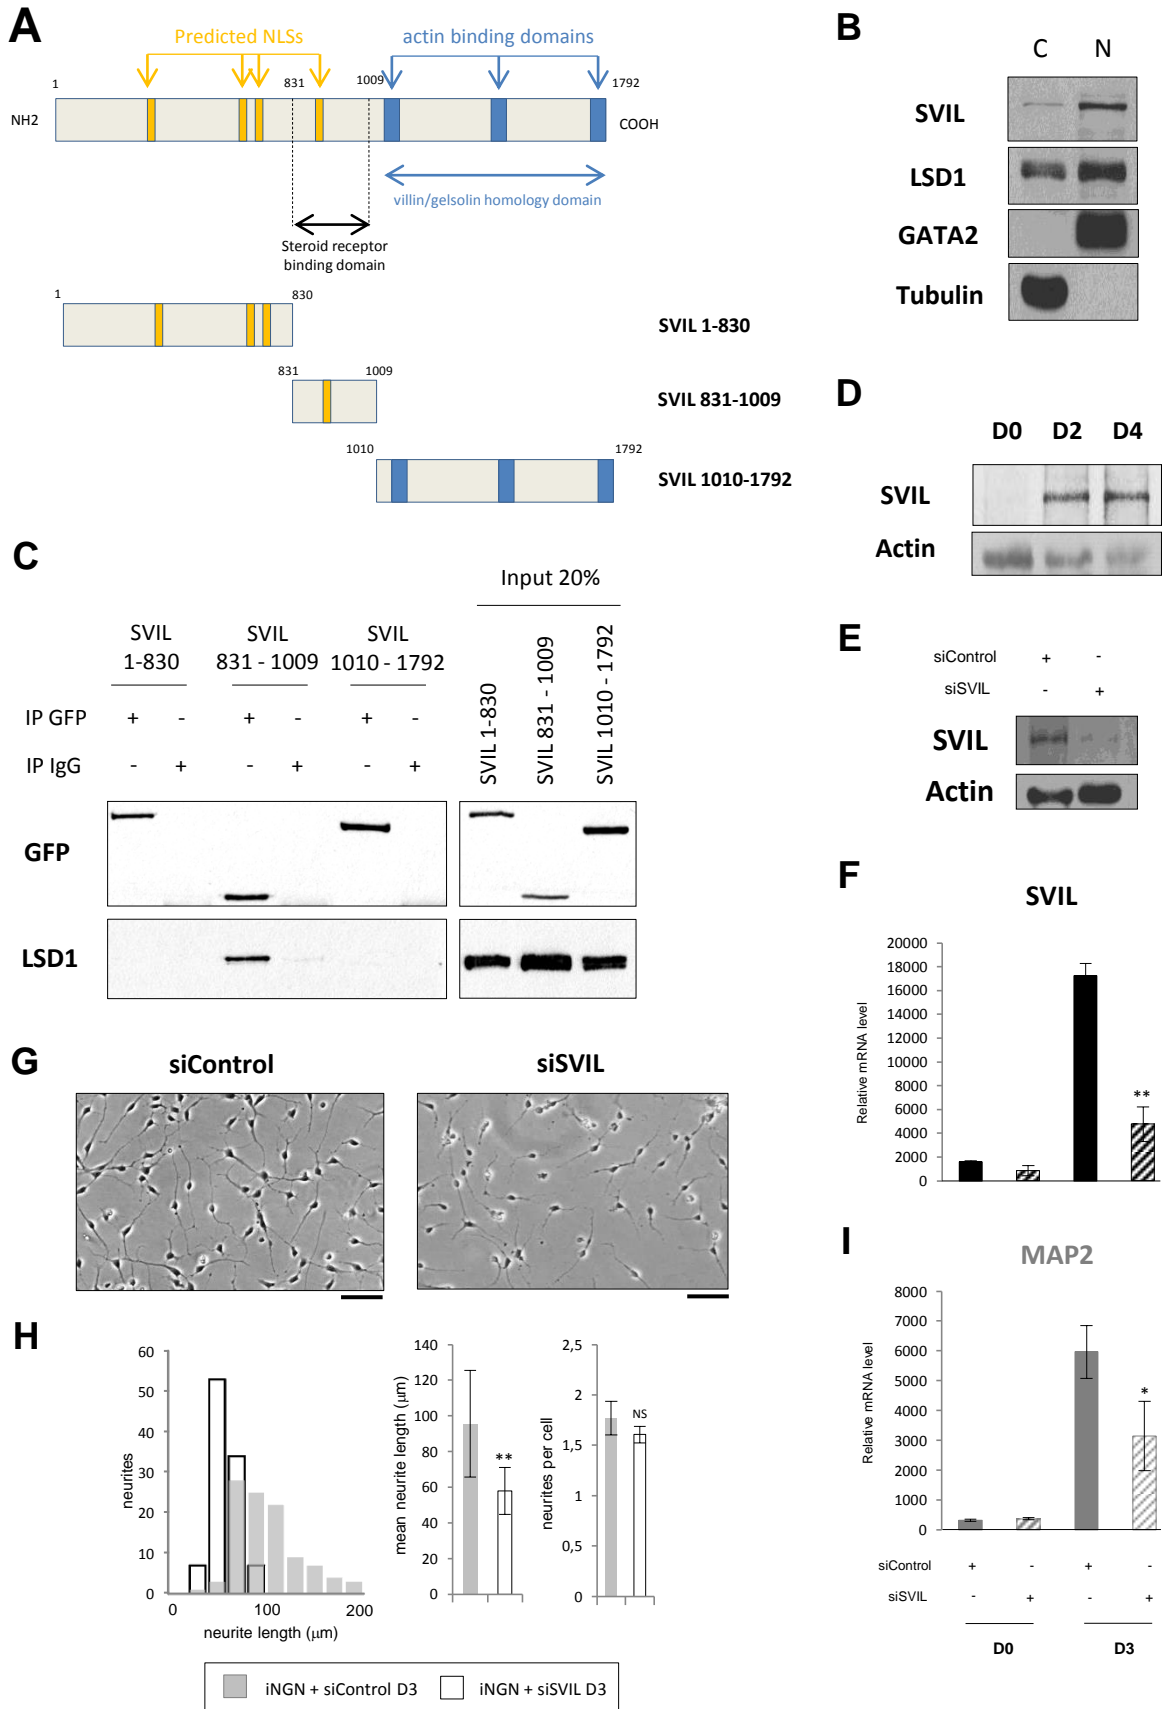 A
Predicted NLSs
actin binding domains
1
831
1009
1792
NH2
COOH
villin/gelsolin homology domain
Steroid receptor
binding domain
1
830
SVIL 1-830
831
1009
SVIL 831-1009
1010
1792
SVIL 1010-1792
B
C N
SVIL
LSD1
GATA2
Tubulin
C
Input 20%
SVIL
1-830
SVIL
831 - 1009
SVIL
1010 - 1792
SVIL 1-830
SVIL 831 - 1009
SVIL 1010 - 1792
IP GFP + - + - + -
IP IgG - + - + - +
GFP
LSD1
D
D0 D2 D4
SVIL
Actin
E
siControl + -
siSVIL - +
SVIL
Actin
F
SVIL
Relative mRNA level
20000
18000
16000
14000
12000
10000
8000
6000
4000
2000
0
**
G
siControl
siSVIL
H
neurites
60
50
40
30
20
10
0
0 100 200
neurite length (μm)
mean neurite length (μm)
140
120
100
80
60
40
20
0
**
neurites per cell
2,5
2
1,5
1
0,5
0
NS
iNGN + siControl D3
iNGN + siSVIL D3
I
MAP2
Relative mRNA level
8000
7000
6000
5000
4000
3000
2000
1000
0
*
siControl + - + -
siSVIL - + - +
D0 D3